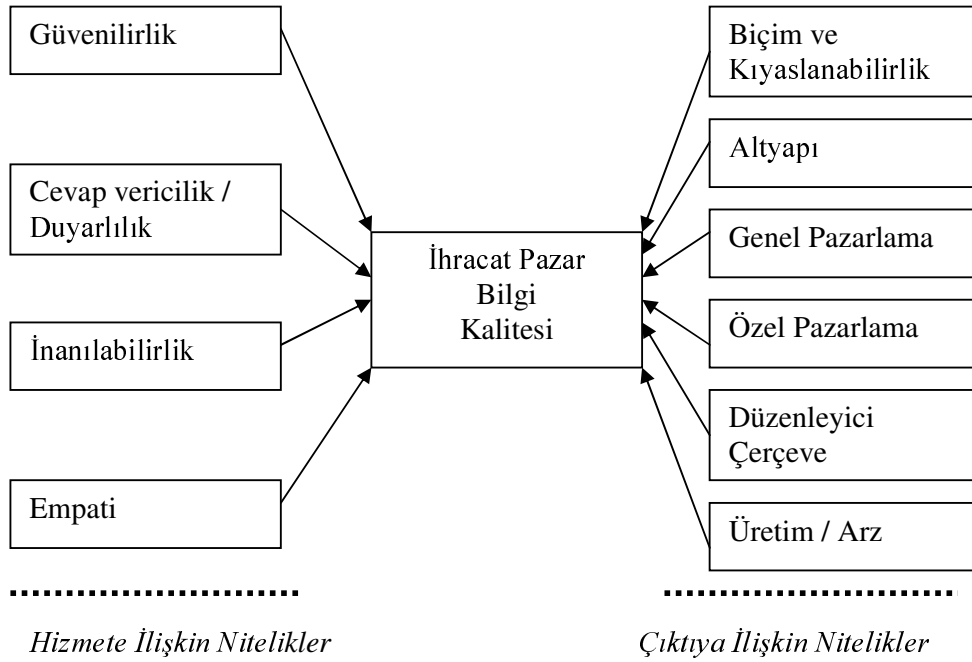 Güvenilirlik
Cevap vericilik /
Duyarlılık
İnanılabilirlik
Empati
İhracat Pazar
Bilgi
Kalitesi
Biçim ve
Kıyaslanabilirlik
Altyapı
Genel Pazarlama
Özel Pazarlama
Düzenleyici
Çerçeve
Üretim / Arz
Hizmete İlişkin Nitelikler
Çıktıya İlişkin Nitelikler